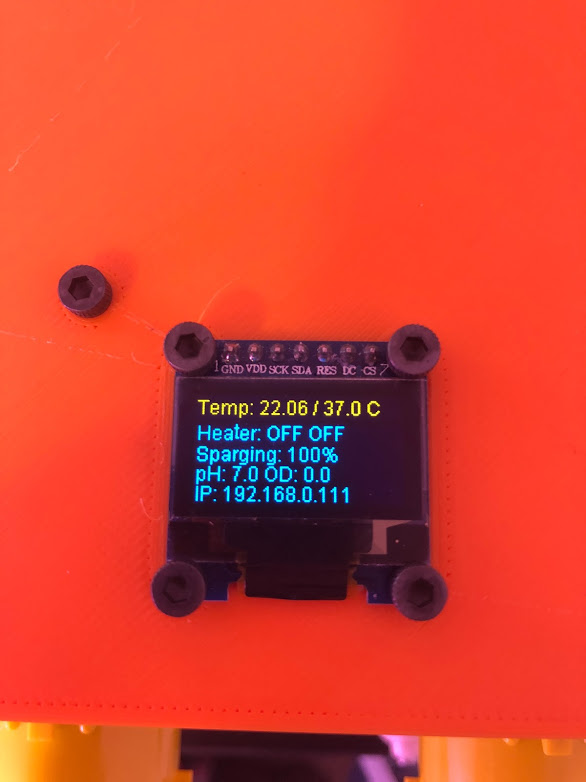 1 GND VDD SCK SDA RES DC CS 7
Temp: 22.06 / 37.0 C
Heater: OFF OFF
Sparging: 100%
pH: 7.0 OD: 0.0
IP: 192.168.0.111